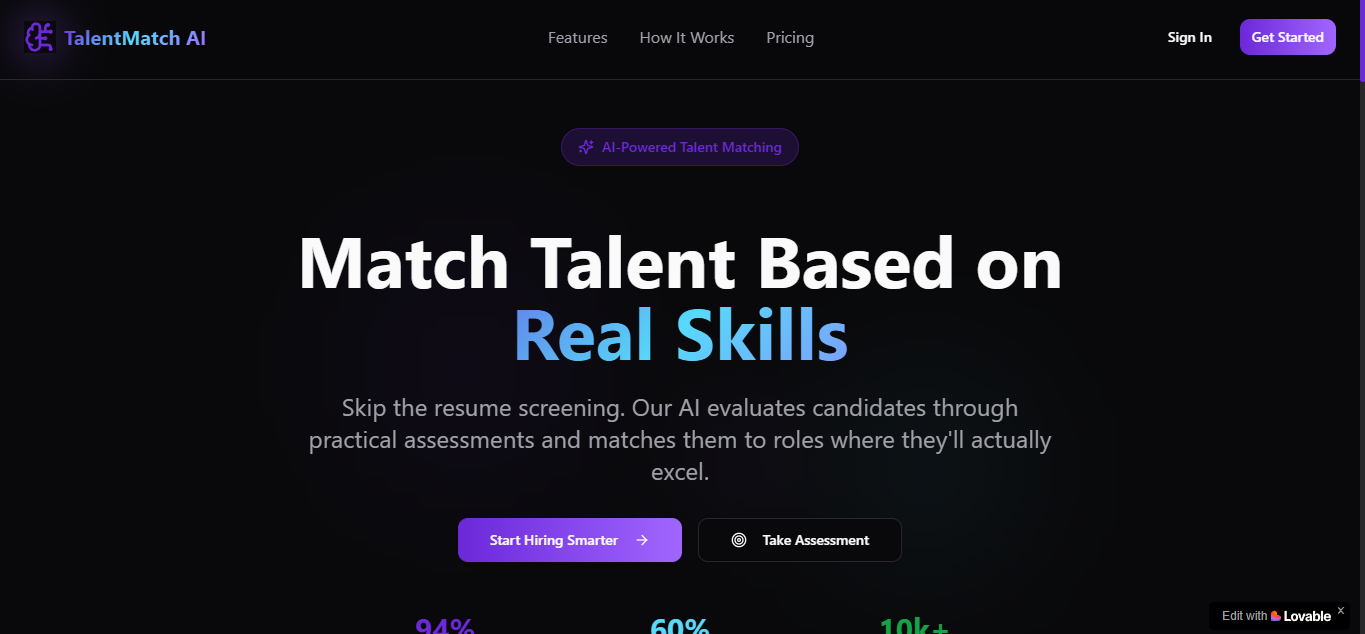 TalentMatch AI
Features
How It Works
Pricing
Sign In
Get Started
AI-Powered Talent Matching
Match Talent Based on
Real Skills
Skip the resume screening. Our AI evaluates candidates through
practical assessments and matches them to roles where they'll actually
excel.
Start Hiring Smarter
Take Assessment
94%
60%
10k+
Edit with Lovable